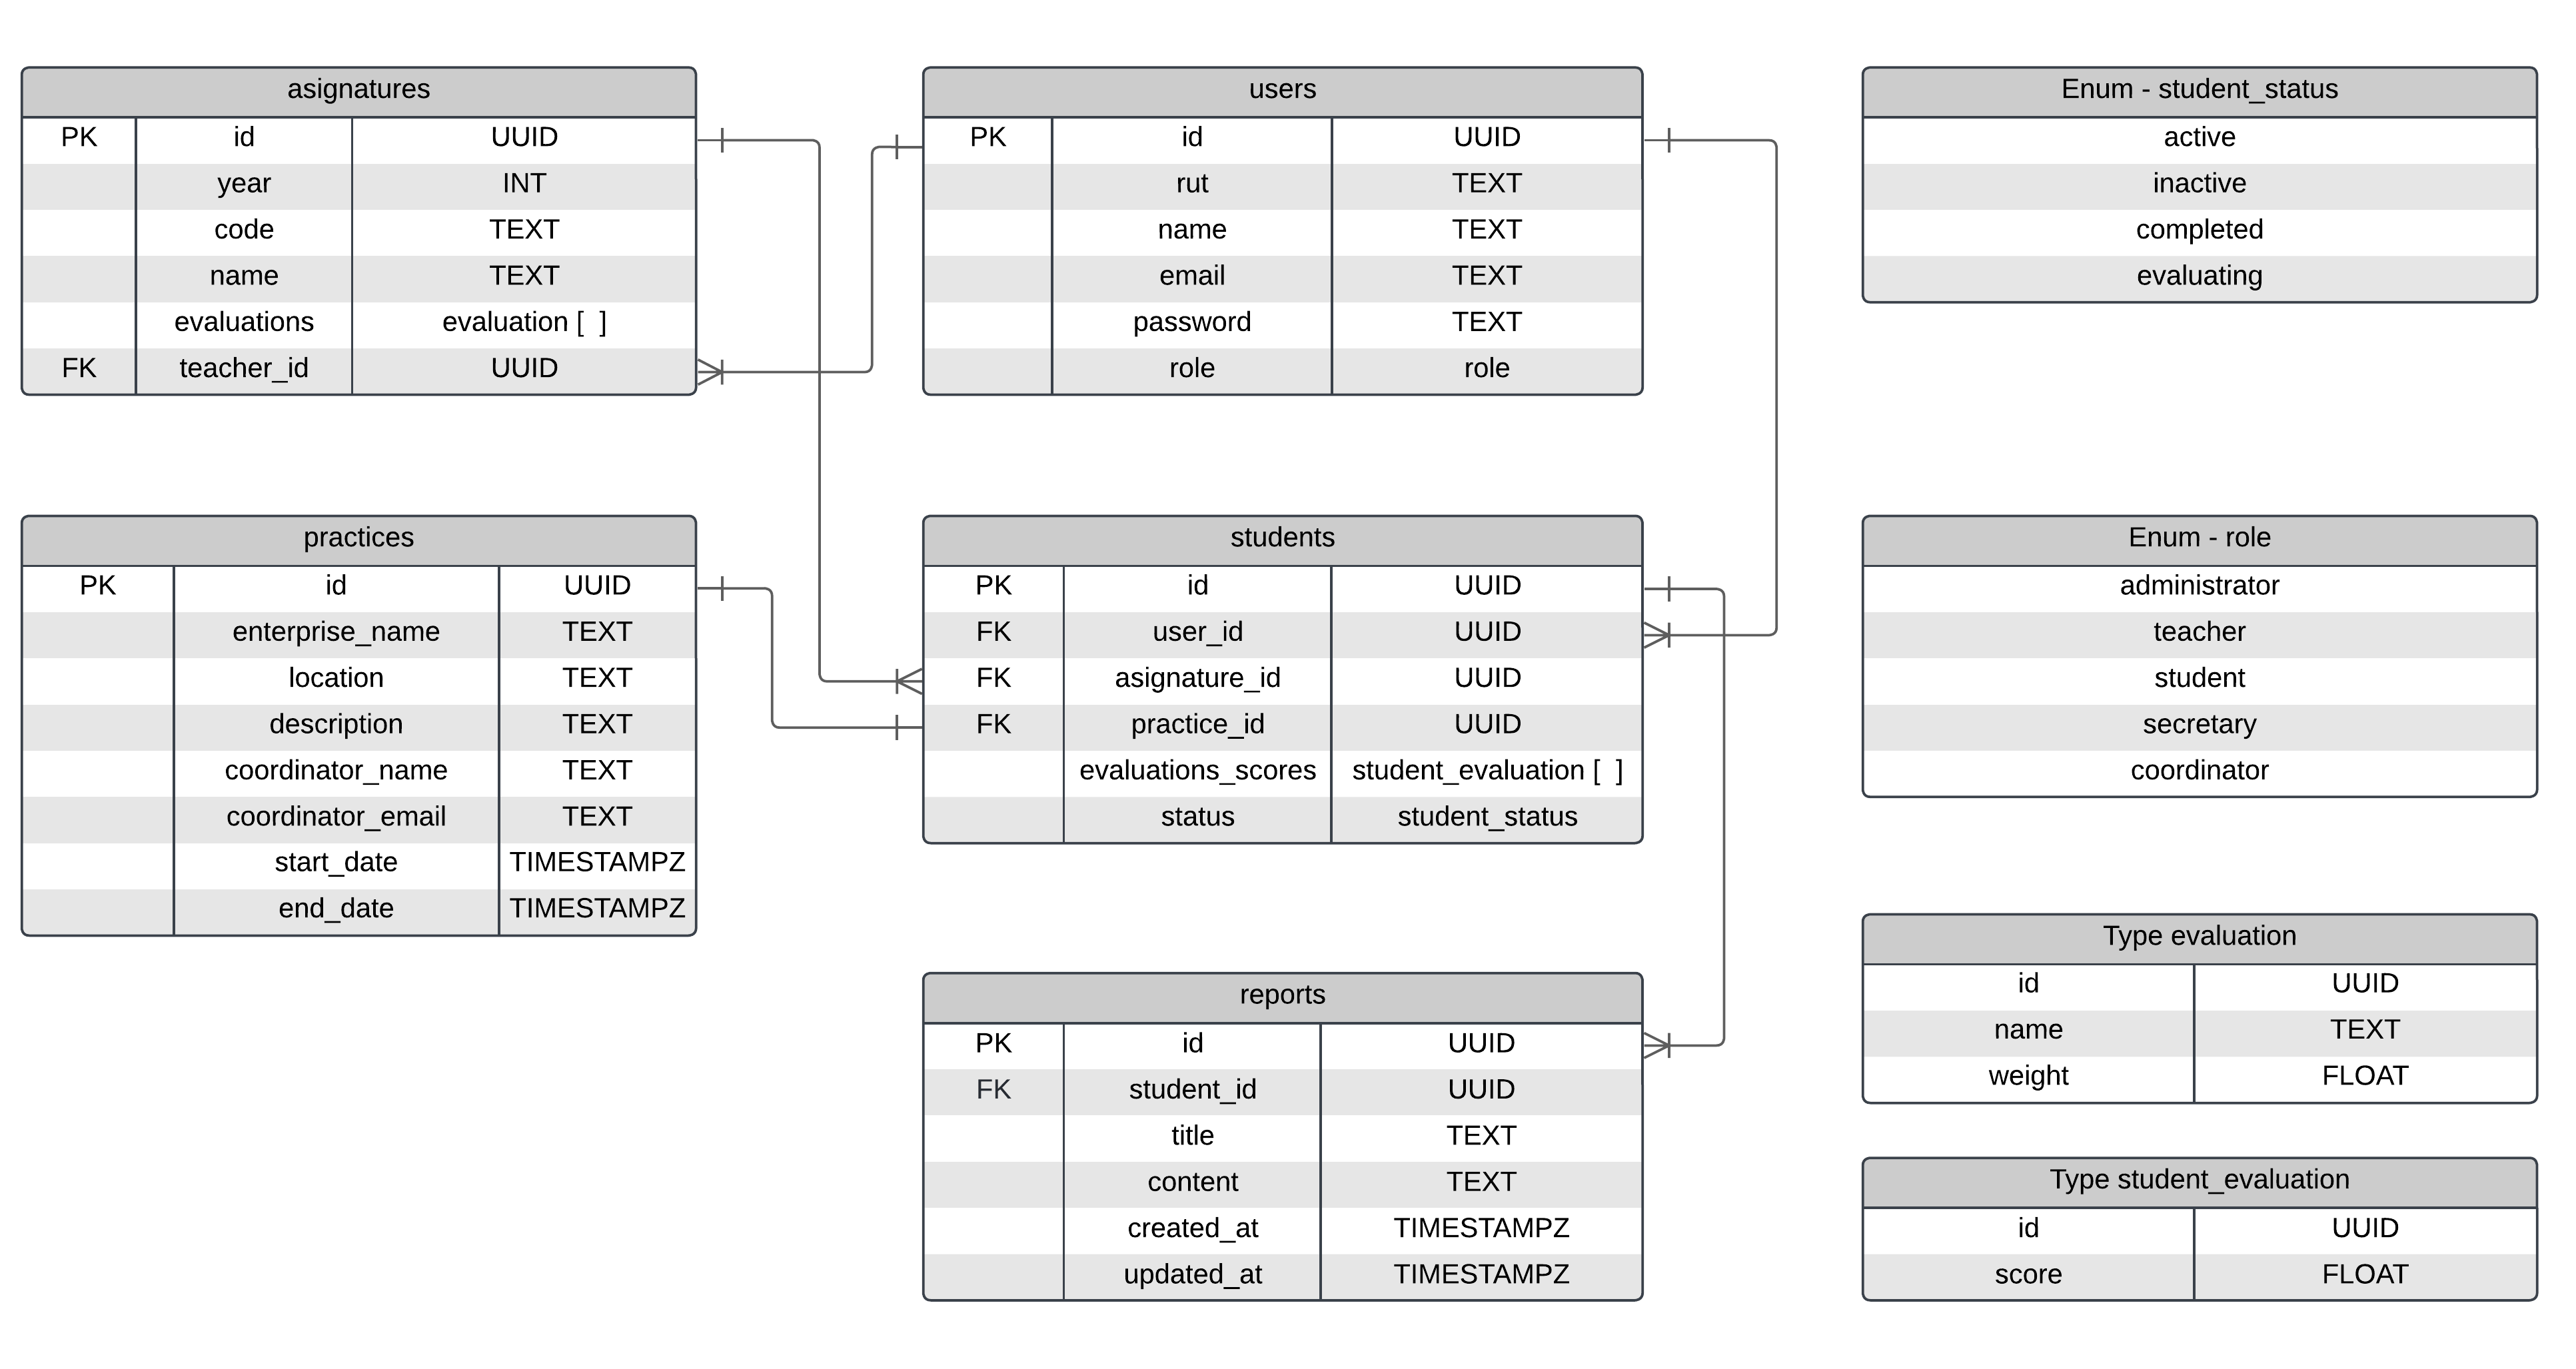 asignatures
PK id UUID
year INT
code TEXT
name TEXT
evaluations evaluation [ ]
FK teacher_id UUID
users
PK id UUID
rut TEXT
name TEXT
email TEXT
password TEXT
role role
Enum - student_status
active
inactive
completed
evaluating
practices
PK id UUID
enterprise_name TEXT
location TEXT
description TEXT
coordinator_name TEXT
coordinator_email TEXT
start_date TIMESTAMPZ
end_date TIMESTAMPZ
students
PK id UUID
FK user_id UUID
FK asignature_id UUID
FK practice_id UUID
evaluations_scores student_evaluation [ ]
status student_status
Enum - role
administrator
teacher
student
secretary
coordinator
reports
PK id UUID
FK student_id UUID
title TEXT
content TEXT
created_at TIMESTAMPZ
updated_at TIMESTAMPZ
Type evaluation
id UUID
name TEXT
weight FLOAT
Type student_evaluation
id UUID
score FLOAT